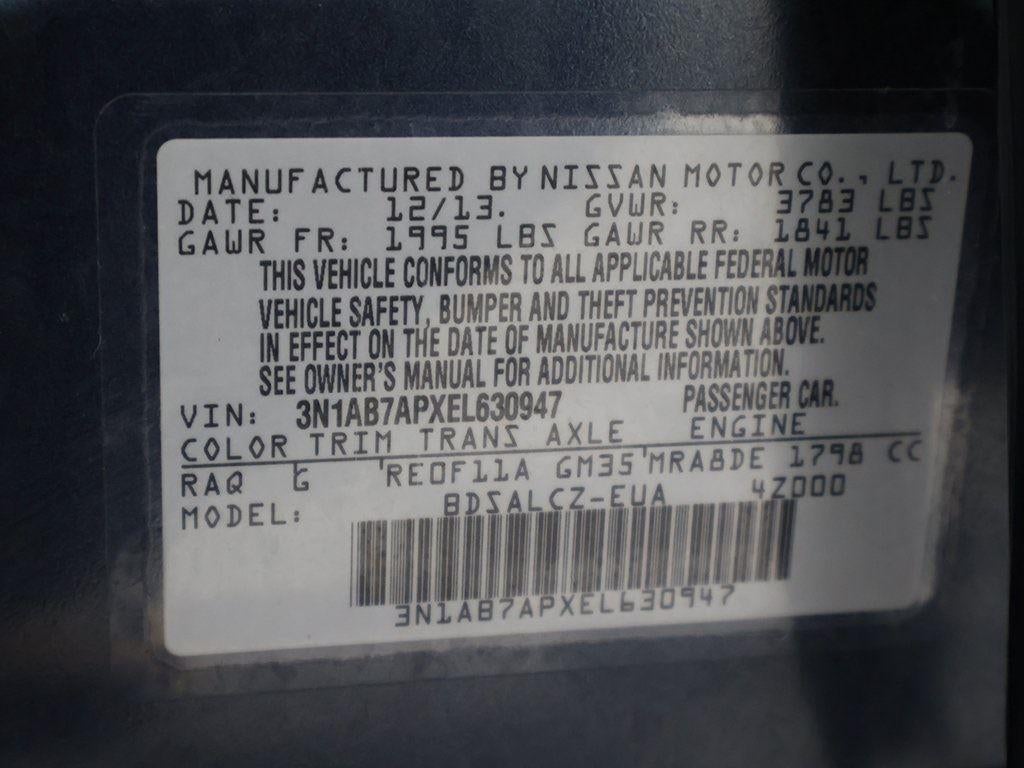 MANUFACTURED BY NISSAN MOTOR CO., LTD.
DATE: 12/13. GVWR: 3783 LBS
GAWR FR: 1995 LBS GAWR RR: 1841 LBS
THIS VEHICLE CONFORMS TO ALL APPLICABLE FEDERAL MOTOR
VEHICLE SAFETY, BUMPER AND THEFT PREVENTION STANDARDS
IN EFFECT ON THE DATE OF MANUFACTURE SHOWN ABOVE.
SEE OWNER'S MANUAL FOR ADDITIONAL INFORMATION.
VIN: 3N1AB7APXEL630947 PASSENGER CAR.
COLOR TRIM TRANS AXLE ENGINE
RAQ G RE0F11A GM35 MRA8DE 1798 CC
MODEL: BDSALCZ-EUA 4Z000
3N1AB7APXEL630947